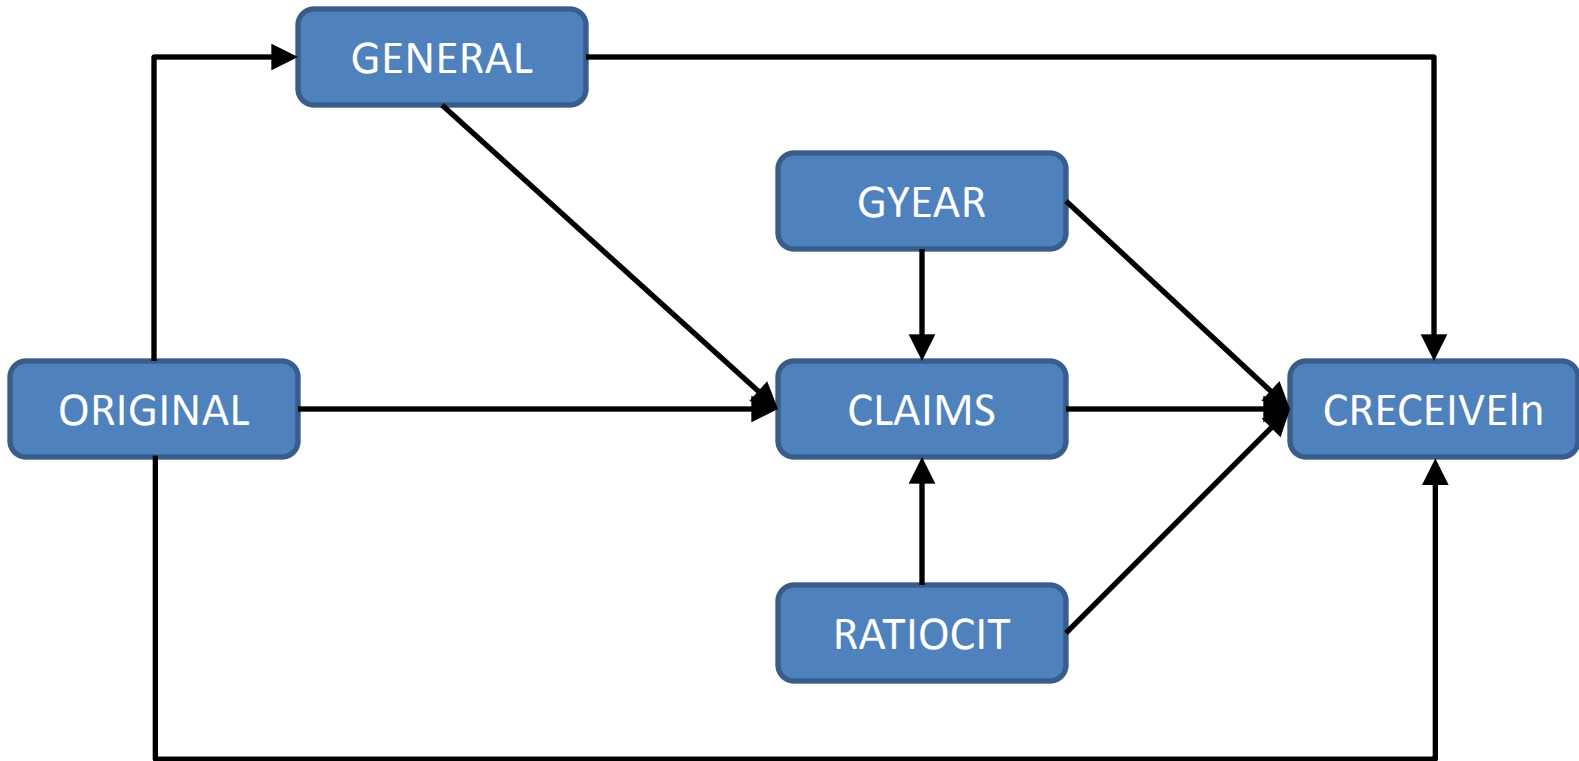 GENERAL
GYEAR
ORIGINAL
CLAIMS
CRECEIVEln
RATIOCIT